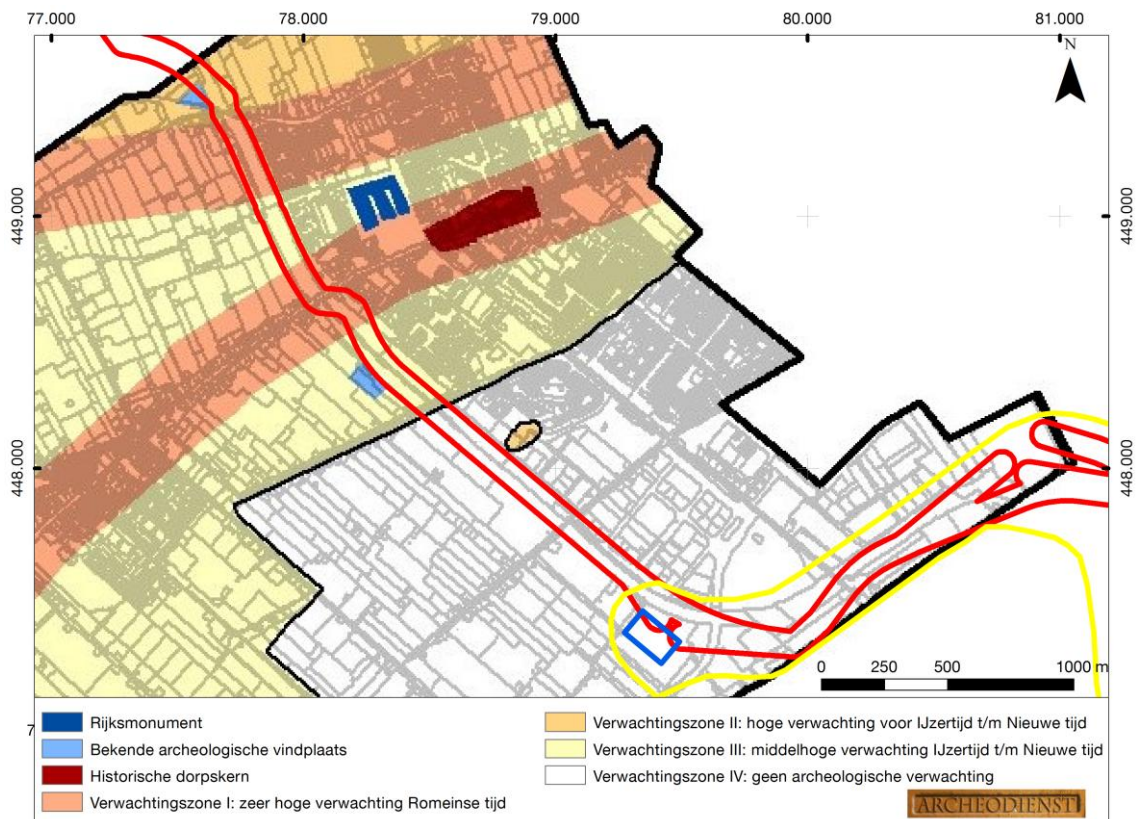 77.000 78.000 79.000 80.000 81.000
N
449.000 449.000
448.000 448.000
0 250 500 1000 m
7
Rijksmonument
Bekende archeologische vindplaats
Historische dorpskern
Verwachtingszone I: zeer hoge verwachting Romeinse tijd
Verwachtingszone II: hoge verwachting voor IJzertijd t/m Nieuwe tijd
Verwachtingszone III: middelhoge verwachting IJzertijd t/m Nieuwe tijd
Verwachtingszone IV: geen archeologische verwachting
ARCHEODIENST